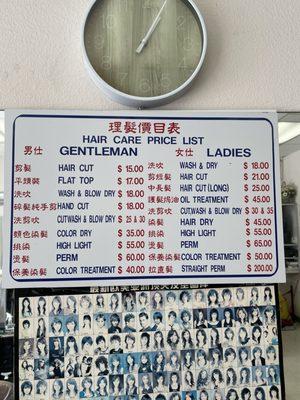 理髮價目表
HAIR CARE PRICE LIST
男仕 GENTLEMAN
剪髮 HAIR CUT $ 15.00
平頭裝 FLAT TOP $ 17.00
洗吹 WASH & BLOW DRY $ 18.00
碎髮純手剪 HAND CUT $ 18.00
洗剪吹 CUTWASH & BLOW DRY $ 25 & 30
顏色染髮 COLOR DRY $ 35.00
挑染 HIGH LIGHT $ 55.00
燙髮 PERM $ 60.00
保養染髮 COLOR TREATMENT $ 40.00
女仕 LADIES
洗吹 WASH & DRY $ 18.00
剪短髮 HAIR CUT $ 21.00
中長髮 HAIR CUT (LONG) $ 25.00
護髮焗油 OIL TREATMENT $ 45.00
洗剪吹 CUTWASH & BLOW DRY $ 30 & 35
染髮 HAIR DRY $ 45.00
挑染 HIGH LIGHT $ 55.00
燙髮 PERM $ 65.00
保養染髮 COLOR TREATMENT $ 50.00
拉直髮 STRAIGHT PERM $ 200.00